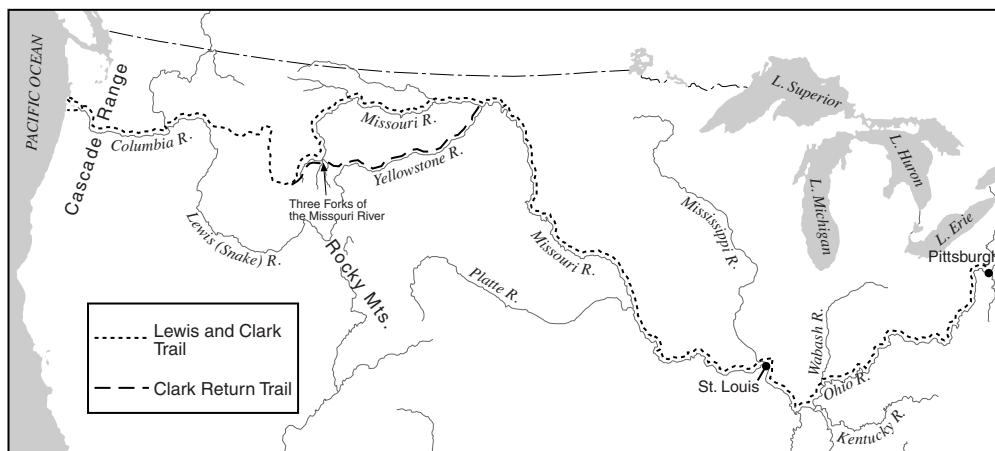 PACIFIC OCEAN
Cascade Range
Columbia R.
Lewis (Snake) R.
Missouri R.
Yellowstone R.
Three Forks of
the Missouri River
Rocky Mts.
Platte R.
Missouri R.
Mississippi R.
L. Superior
L. Michigan
L. Huron
L. Erie
Pittsburgh
Wabash R.
Ohio R.
Kentucky R.
St. Louis
Lewis and Clark
Trail
Clark Return Trail